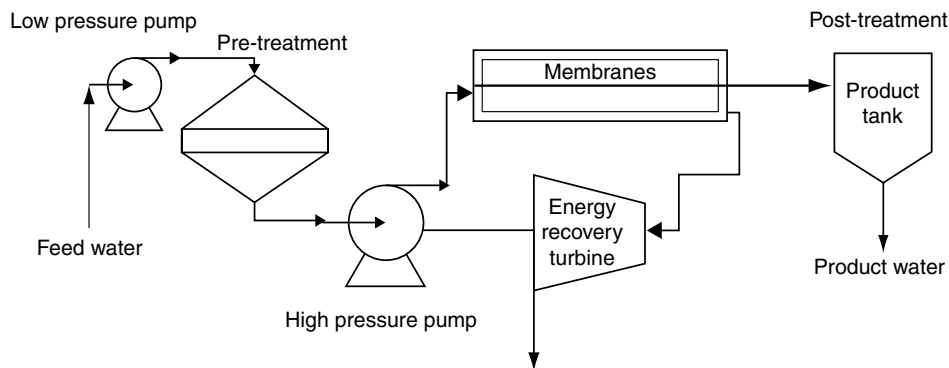 Low pressure pump
Pre-treatment
Post-treatment
Membranes
Product
tank
Energy
recovery
turbine
Feed water
Product water
High pressure pump